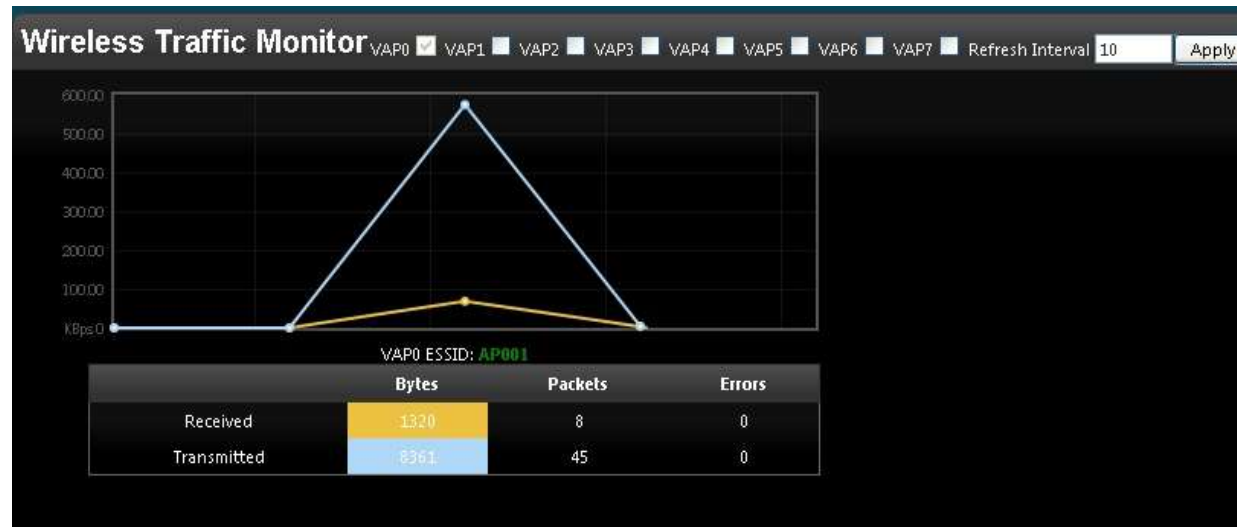 Wireless Traffic Monitor VAP0 VAP1 VAP2 VAP3 VAP4 VAP5 VAP6 VAP7 Refresh Interval 10 Apply
600.00
500.00
400.00
300.00
200.00
100.00
KBps 0
VAP0 ESSID: AP001
Bytes Packets Errors
Received 1320 8 0
Transmitted 8361 45 0